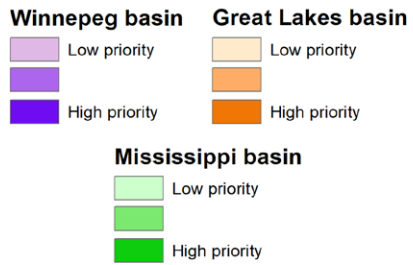 Winnepeg basin
Low priority
High priority
Great Lakes basin
Low priority
High priority
Mississippi basin
Low priority
High priority